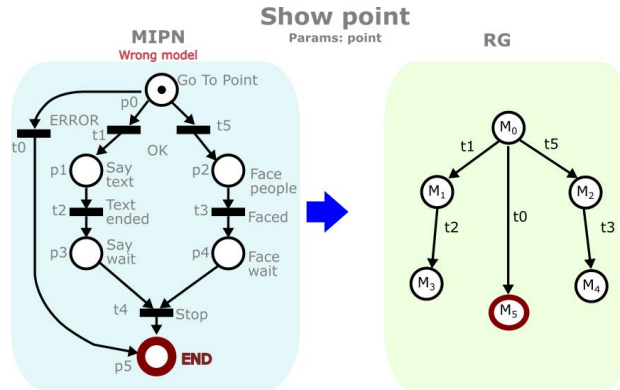 Show point
Params: point
MIPN
Wrong model
Go To Point
p0
ERROR
t1
t5
t0
OK
p1
Say
text
p2
Face
people
t2
Text
ended
t3
Faced
p3
Say
wait
p4
Face
wait
t4
Stop
p5
END
RG
M0
t1
t5
M1
M2
t0
t2
t3
M3
M4
M5